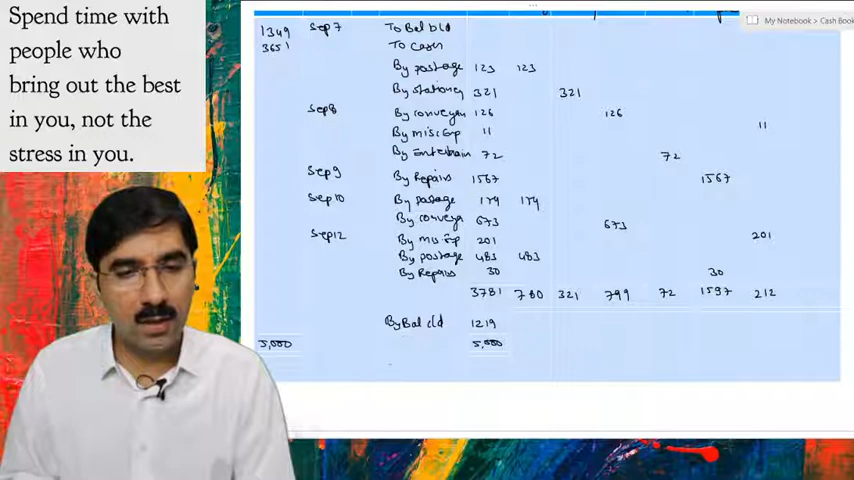 Spend time with
people who
bring out the best
in you, not the
stress in you.
My Notebook > Cash Book
1349 Sep 7 To Bal b/d
3651 To Cash
By postage 123 123
By stationey 321 321
Sep 8 By conveyan 126 126
By misc Exp 11 11
By Entertain 72 72
Sep 9 By Repairs 1567 1567
Sep 10 By postage 174 174
By conveya 673 673
Sep 12 By mis Exp 201 201
By postage 483 483
By Repairs 30 30
3781 780 321 799 72 1597 212
By Bal c/d 1219
5,000 5,000